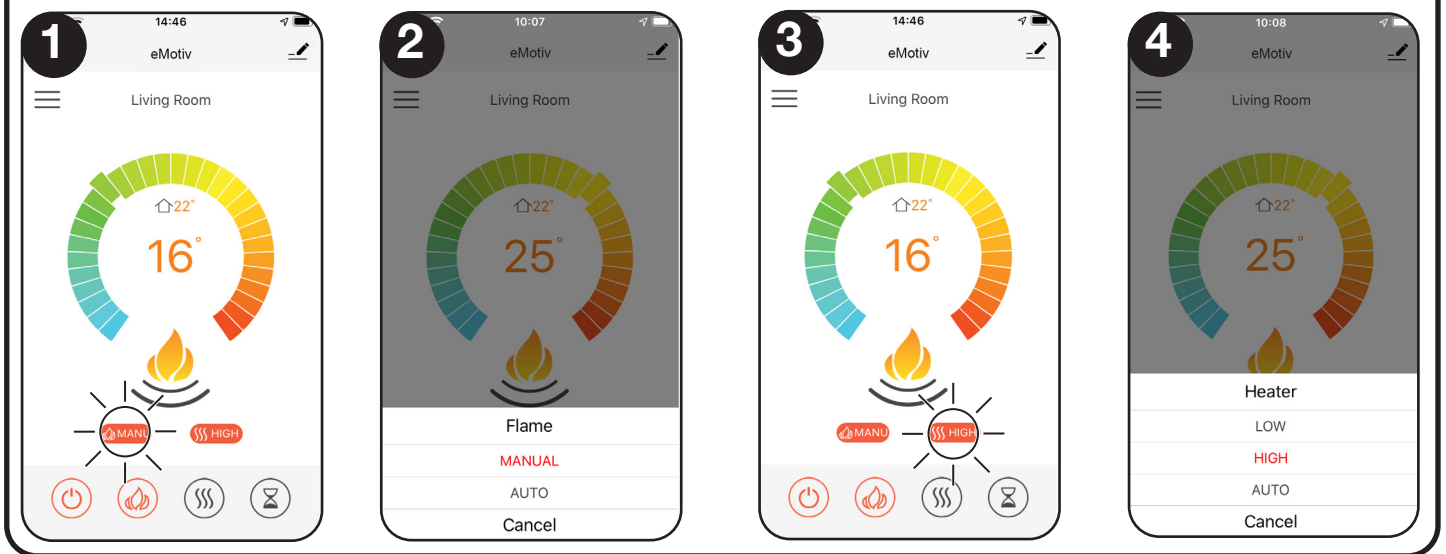 1
14:46
eMotiv
Living Room
22°
16°
MANU
HIGH
2
10:07
eMotiv
Living Room
22°
25°
Flame
MANUAL
AUTO
Cancel
3
14:46
eMotiv
Living Room
22°
16°
MANU
HIGH
4
10:08
eMotiv
Living Room
22°
25°
Heater
LOW
HIGH
AUTO
Cancel